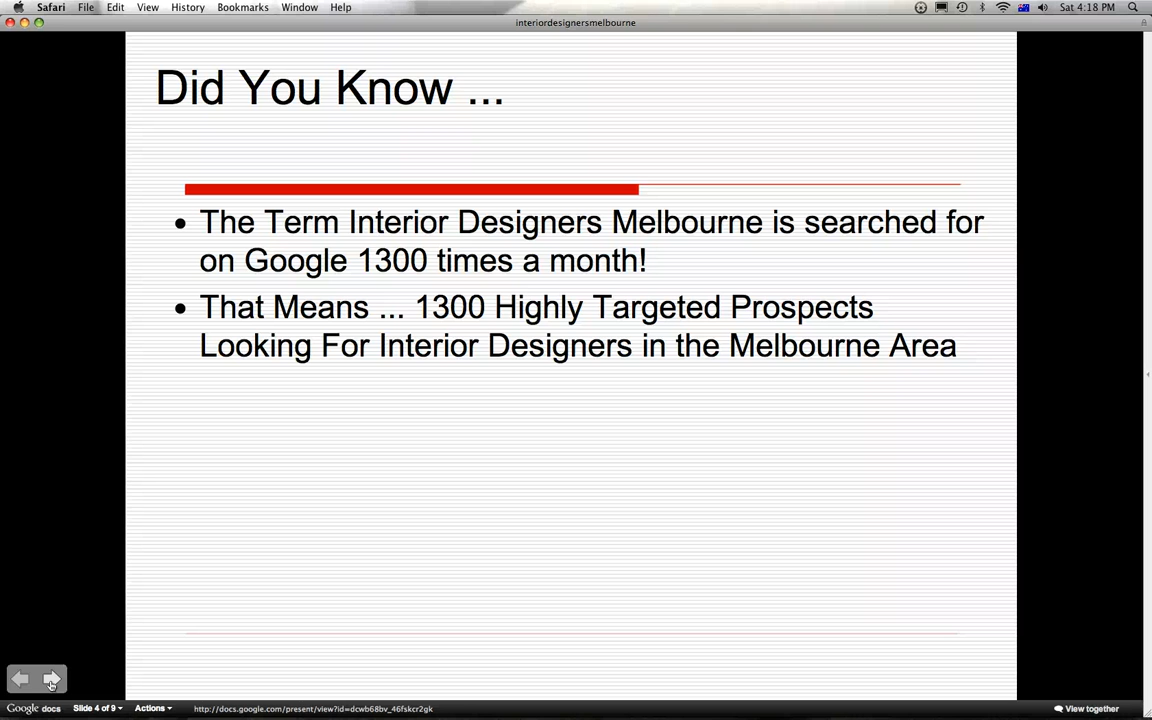 Safari File Edit View History Bookmarks Window Help Sat 4:18 PM
interiordesignersmelbourne
Did You Know ...
• The Term Interior Designers Melbourne is searched for
on Google 1300 times a month!
• That Means ... 1300 Highly Targeted Prospects
Looking For Interior Designers in the Melbourne Area
Google docs Slide 4 of 9 Actions http://docs.google.com/present/view?id=dcwb68bv_46fskcr2gk View together